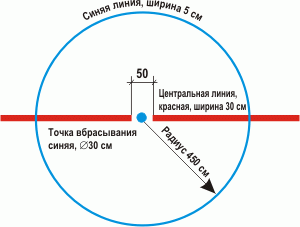 Синяя линия, ширина 5 см
50
Центральная линия,
красная, ширина 30 см
Точка вбрасывания
синяя, ∅30 см
Радиус 450 см